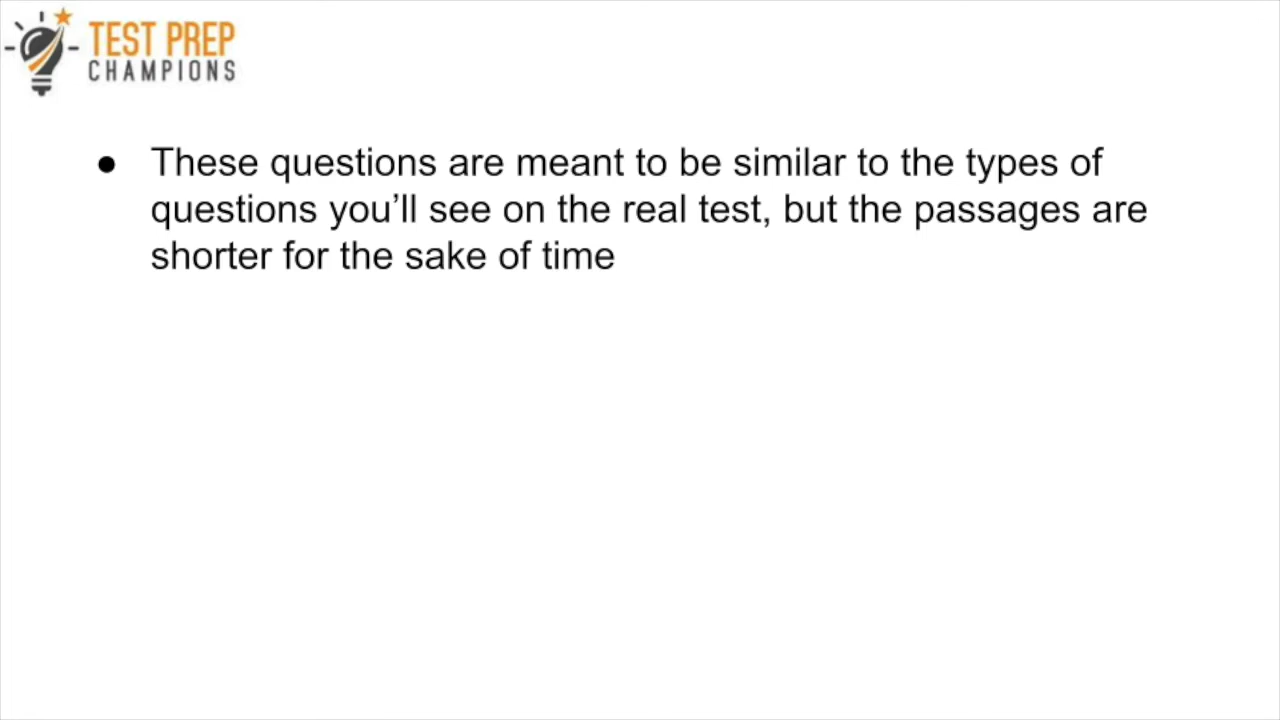 TEST PREP
CHAMPIONS
● These questions are meant to be similar to the types of
questions you’ll see on the real test, but the passages are
shorter for the sake of time